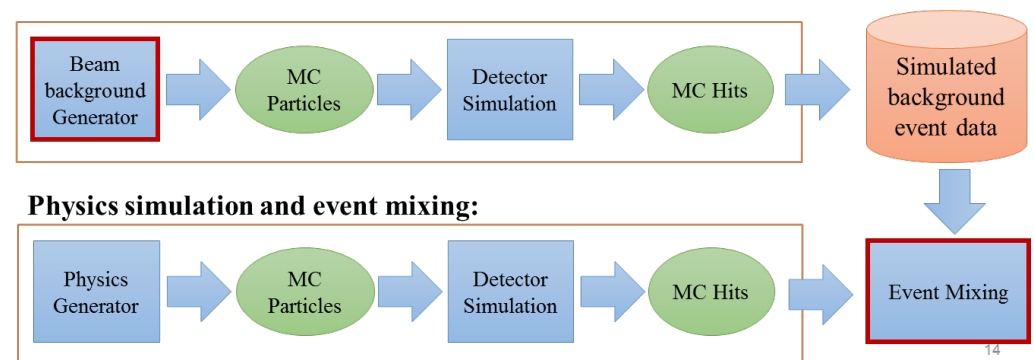 Beam
background
Generator
MC
Particles
Detector
Simulation
MC Hits
Simulated
background
event data
Physics simulation and event mixing:
Physics
Generator
MC
Particles
Detector
Simulation
MC Hits
Event Mixing
14